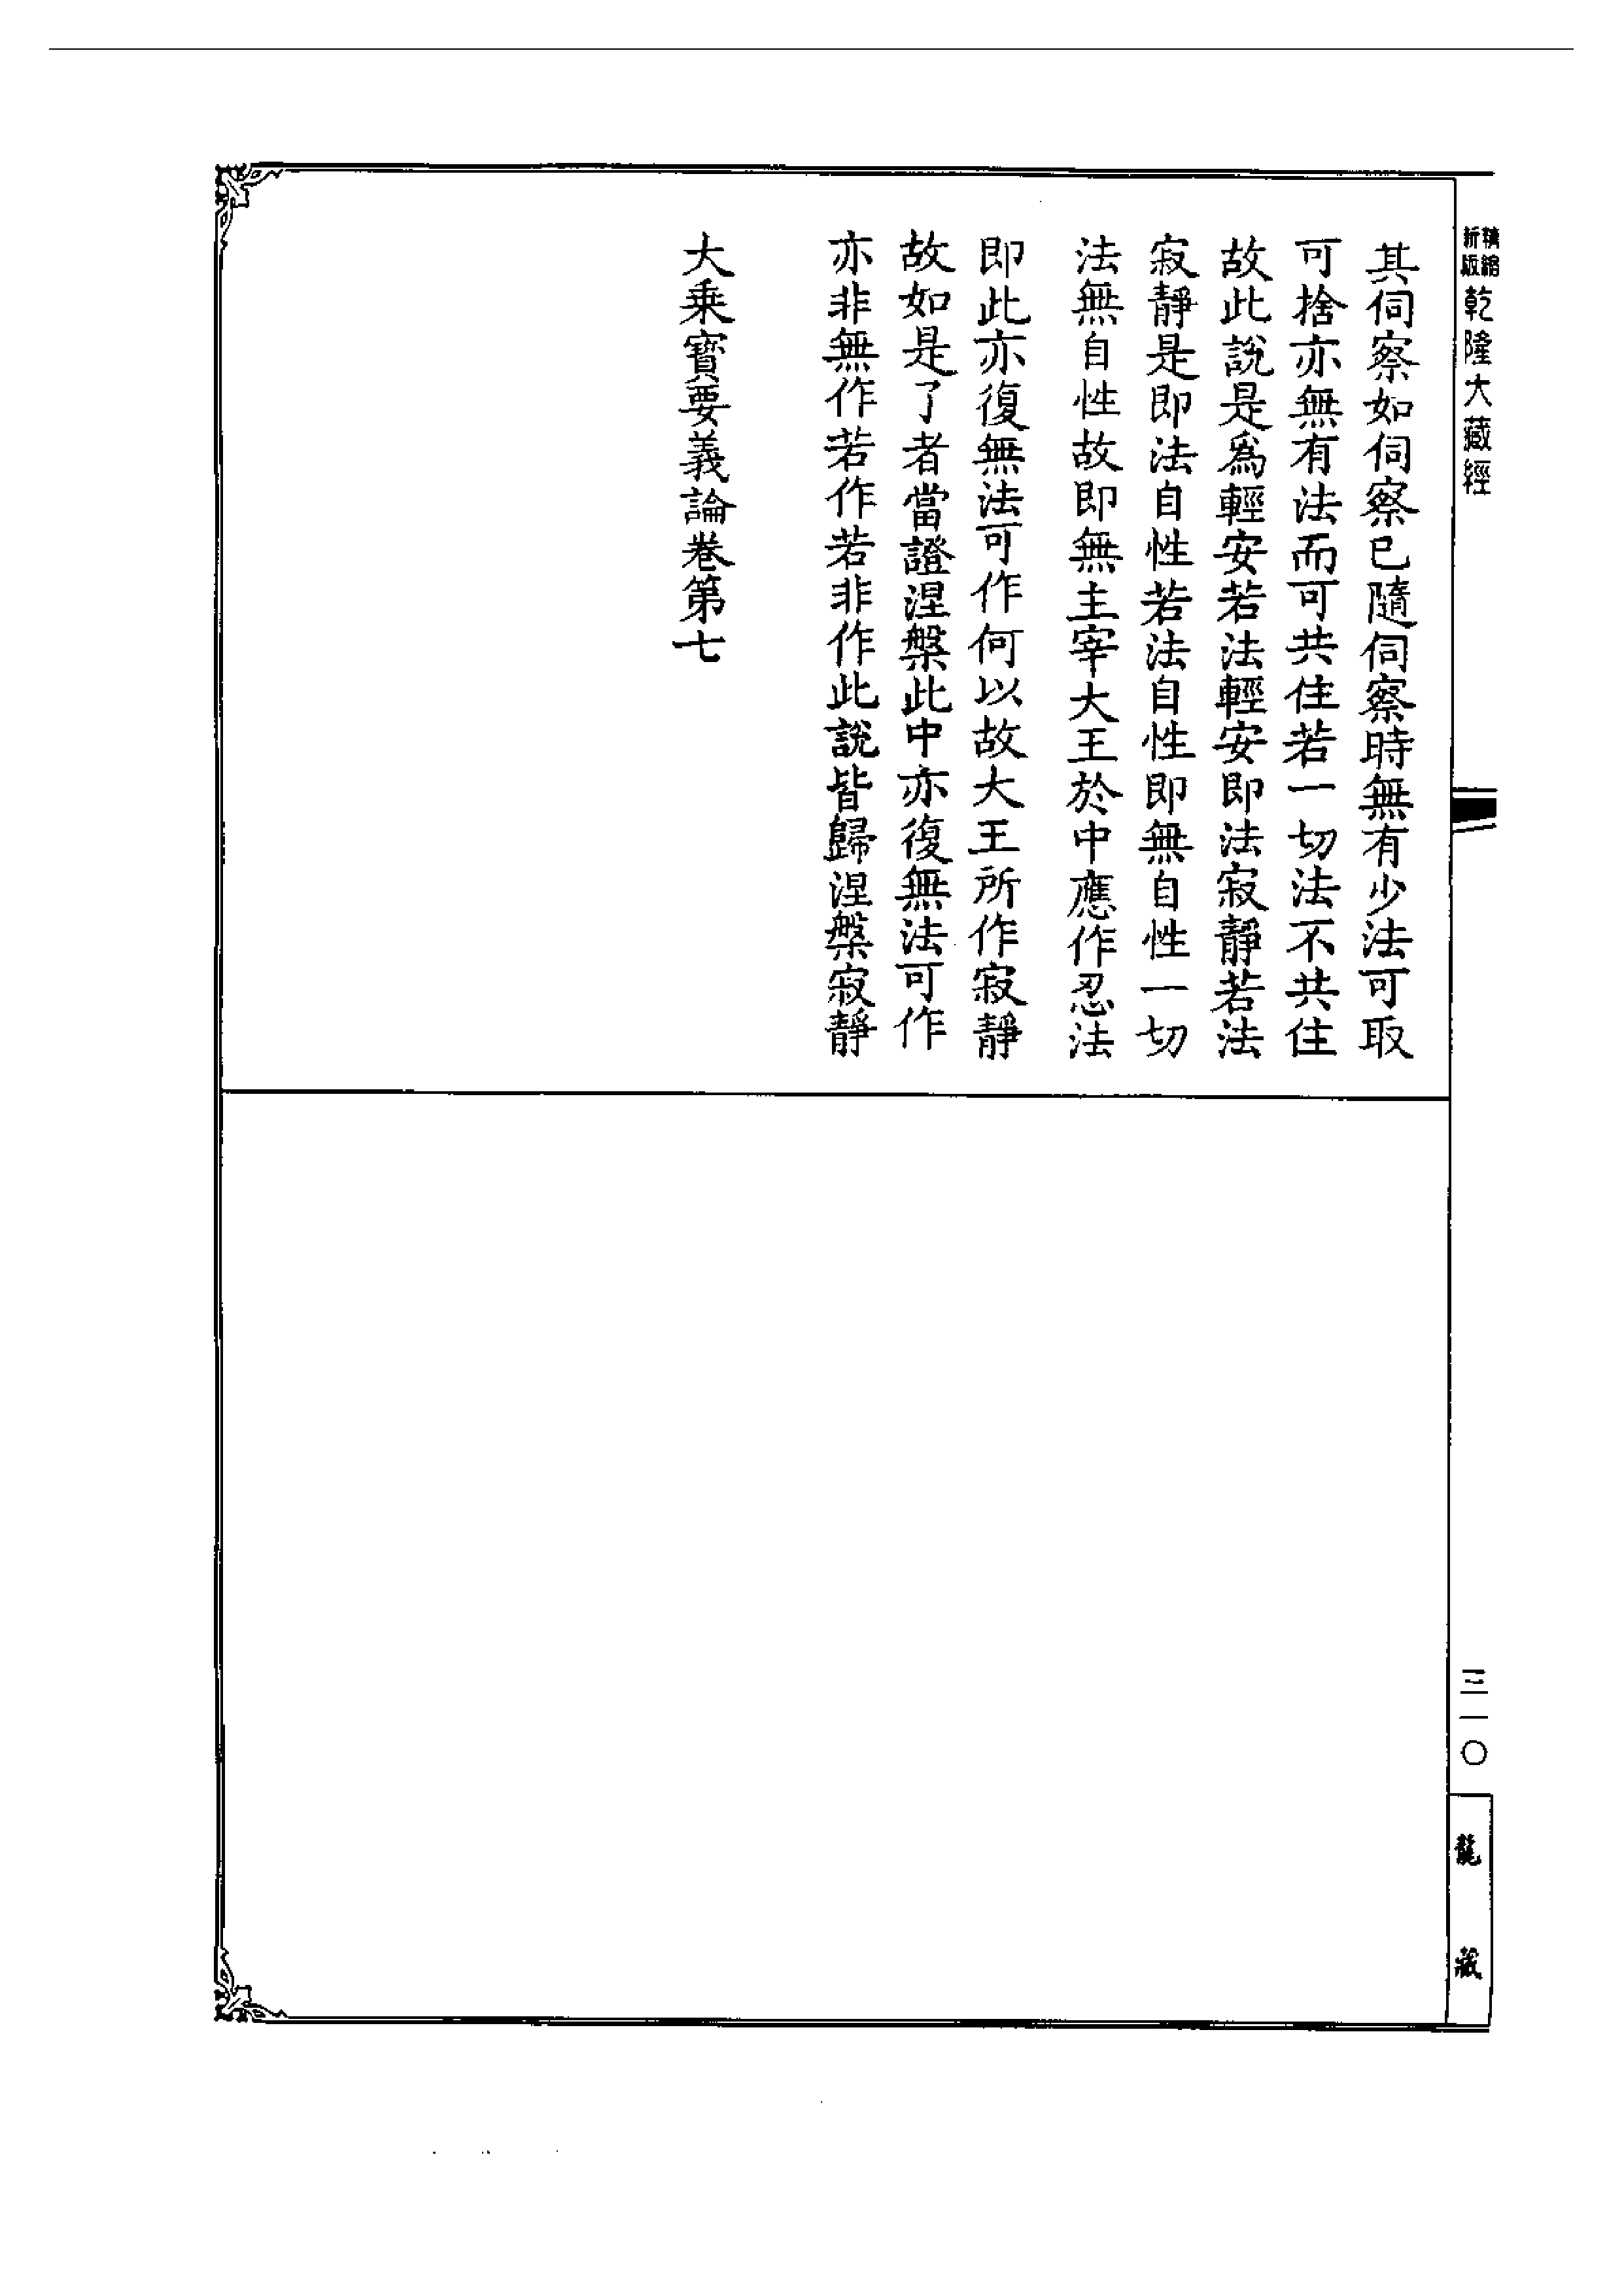 精縮新版乾隆大藏經
其伺察如伺察已隨伺察時無有少法可取
可捨亦無有法而可共住若一切法不共住
故此說是為輕安若法輕安即法寂靜若法
寂靜是即法自性若法自性即無自性一切
法無自性故即無主宰大王於中應作忍法
即此亦復無法可作何以故大王所作寂靜
故如是了者當證涅槃此中亦復無法可作
亦非無作若作若非作此說皆歸涅槃寂靜
大乘寶要義論卷第七
三一〇
龍藏